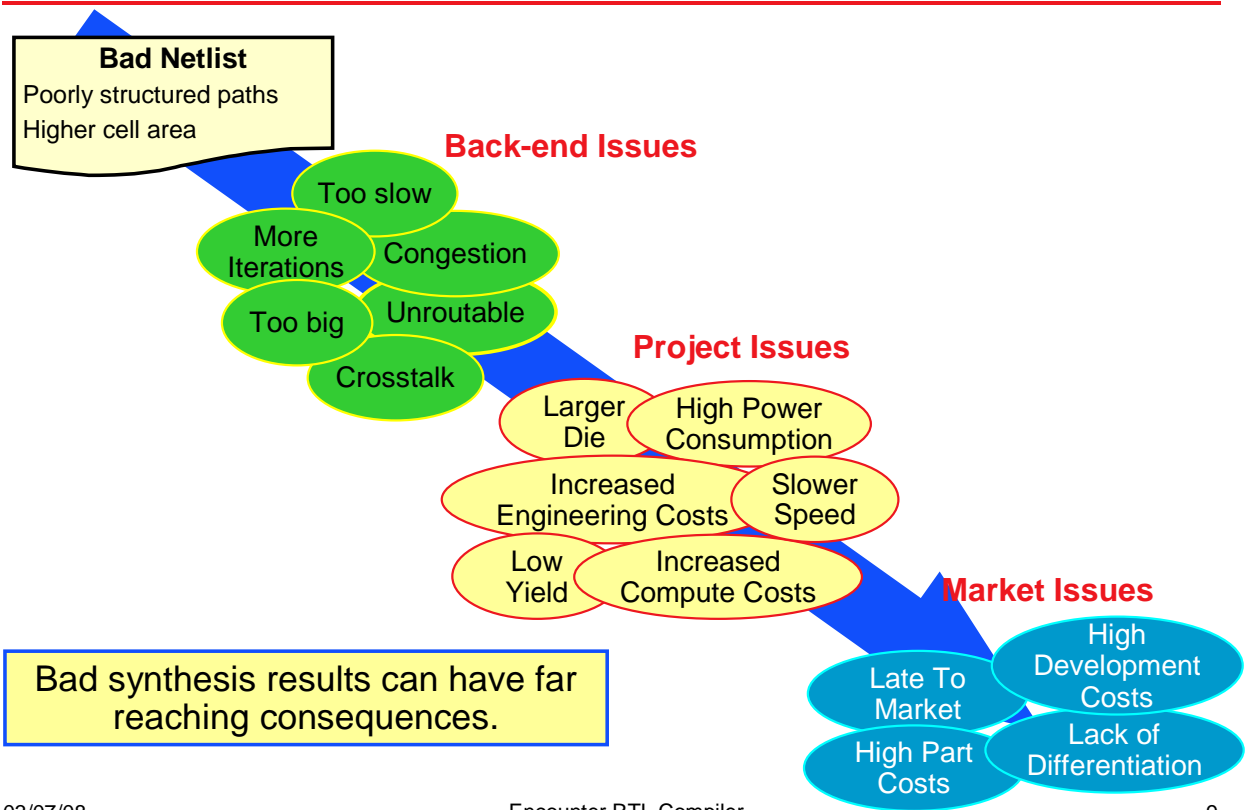 Bad Netlist
Poorly structured paths
Higher cell area
Back-end Issues
Too slow
More
Iterations
Congestion
Too big
Unroutable
Crosstalk
Project Issues
Larger
Die
High Power
Consumption
Increased
Engineering Costs
Slower
Speed
Low
Yield
Increased
Compute Costs
Market Issues
High
Development
Costs
Late To
Market
Lack of
Differentiation
High Part
Costs
Bad synthesis results can have far
reaching consequences.
Encounter RTL Compiler